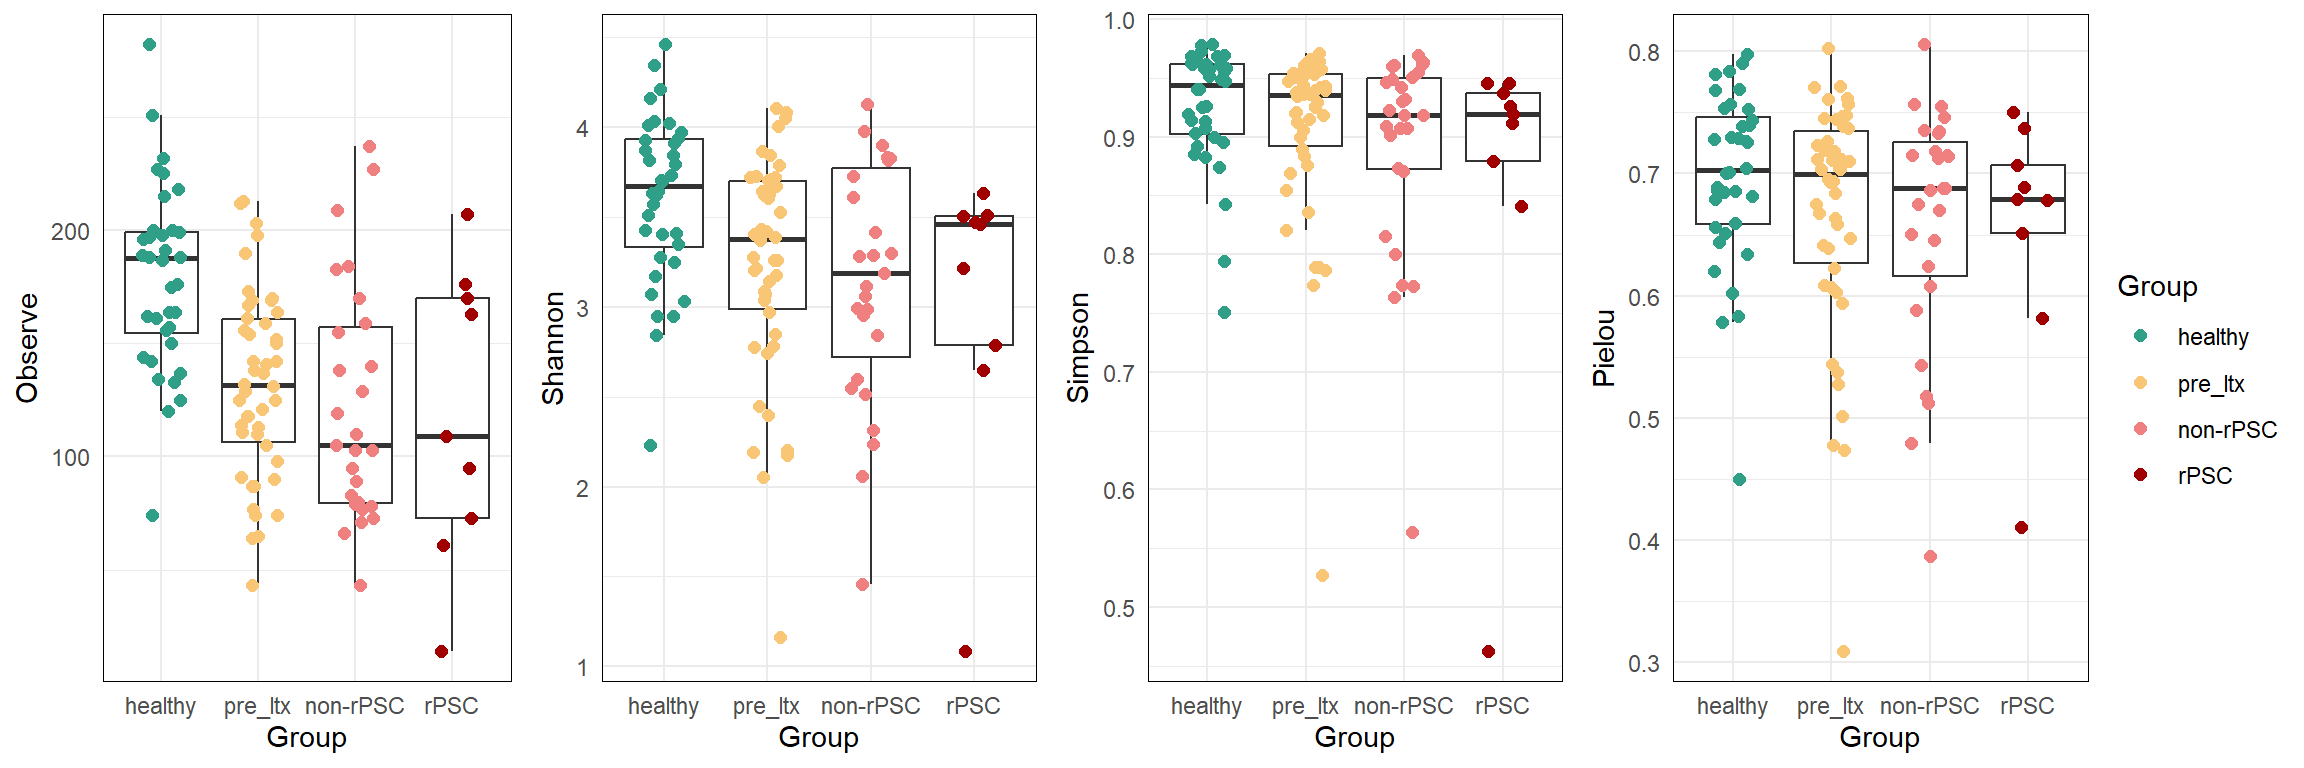 Observe
200
100
healthy pre_ltx non-rPSC rPSC
Group
Shannon
4
3
2
1
healthy pre_ltx non-rPSC rPSC
Group
Simpson
1.0
0.9
0.8
0.7
0.6
0.5
healthy pre_ltx non-rPSC rPSC
Group
Pielou
0.8
0.7
0.6
0.5
0.4
0.3
healthy pre_ltx non-rPSC rPSC
Group
Group
healthy
pre_ltx
non-rPSC
rPSC